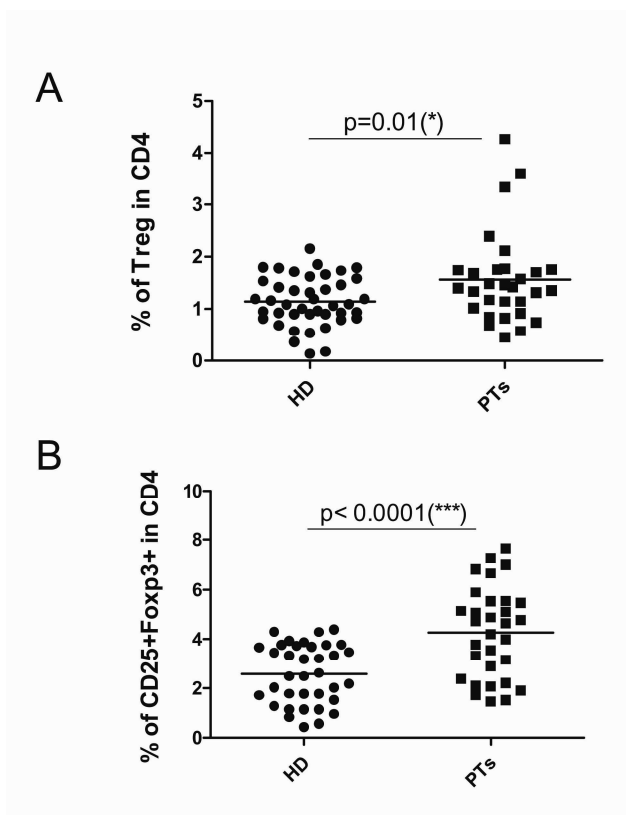 A
% of Treg in CD4
5
4
3
2
1
0
p=0.01(*)
HD
PTs
B
% of CD25+Foxp3+ in CD4
10
8
6
4
2
0
p< 0.0001(***)
HD
PTs